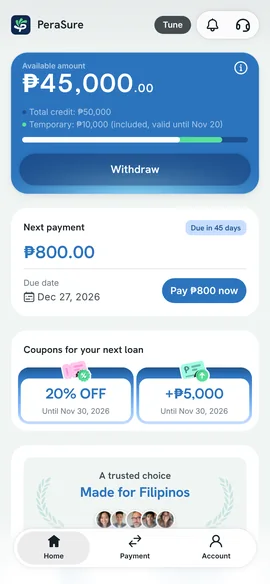 PeraSure
Tune
Available amount
₱45,000.00
Total credit: ₱50,000
Temporary: ₱10,000 (included, valid until Nov 20)
Withdraw
Next payment
Due in 45 days
₱800.00
Due date
Dec 27, 2026
Pay ₱800 now
Coupons for your next loan
20% OFF
Until Nov 30, 2026
+₱5,000
Until Nov 30, 2026
A trusted choice
Made for Filipinos
Home
Payment
Account